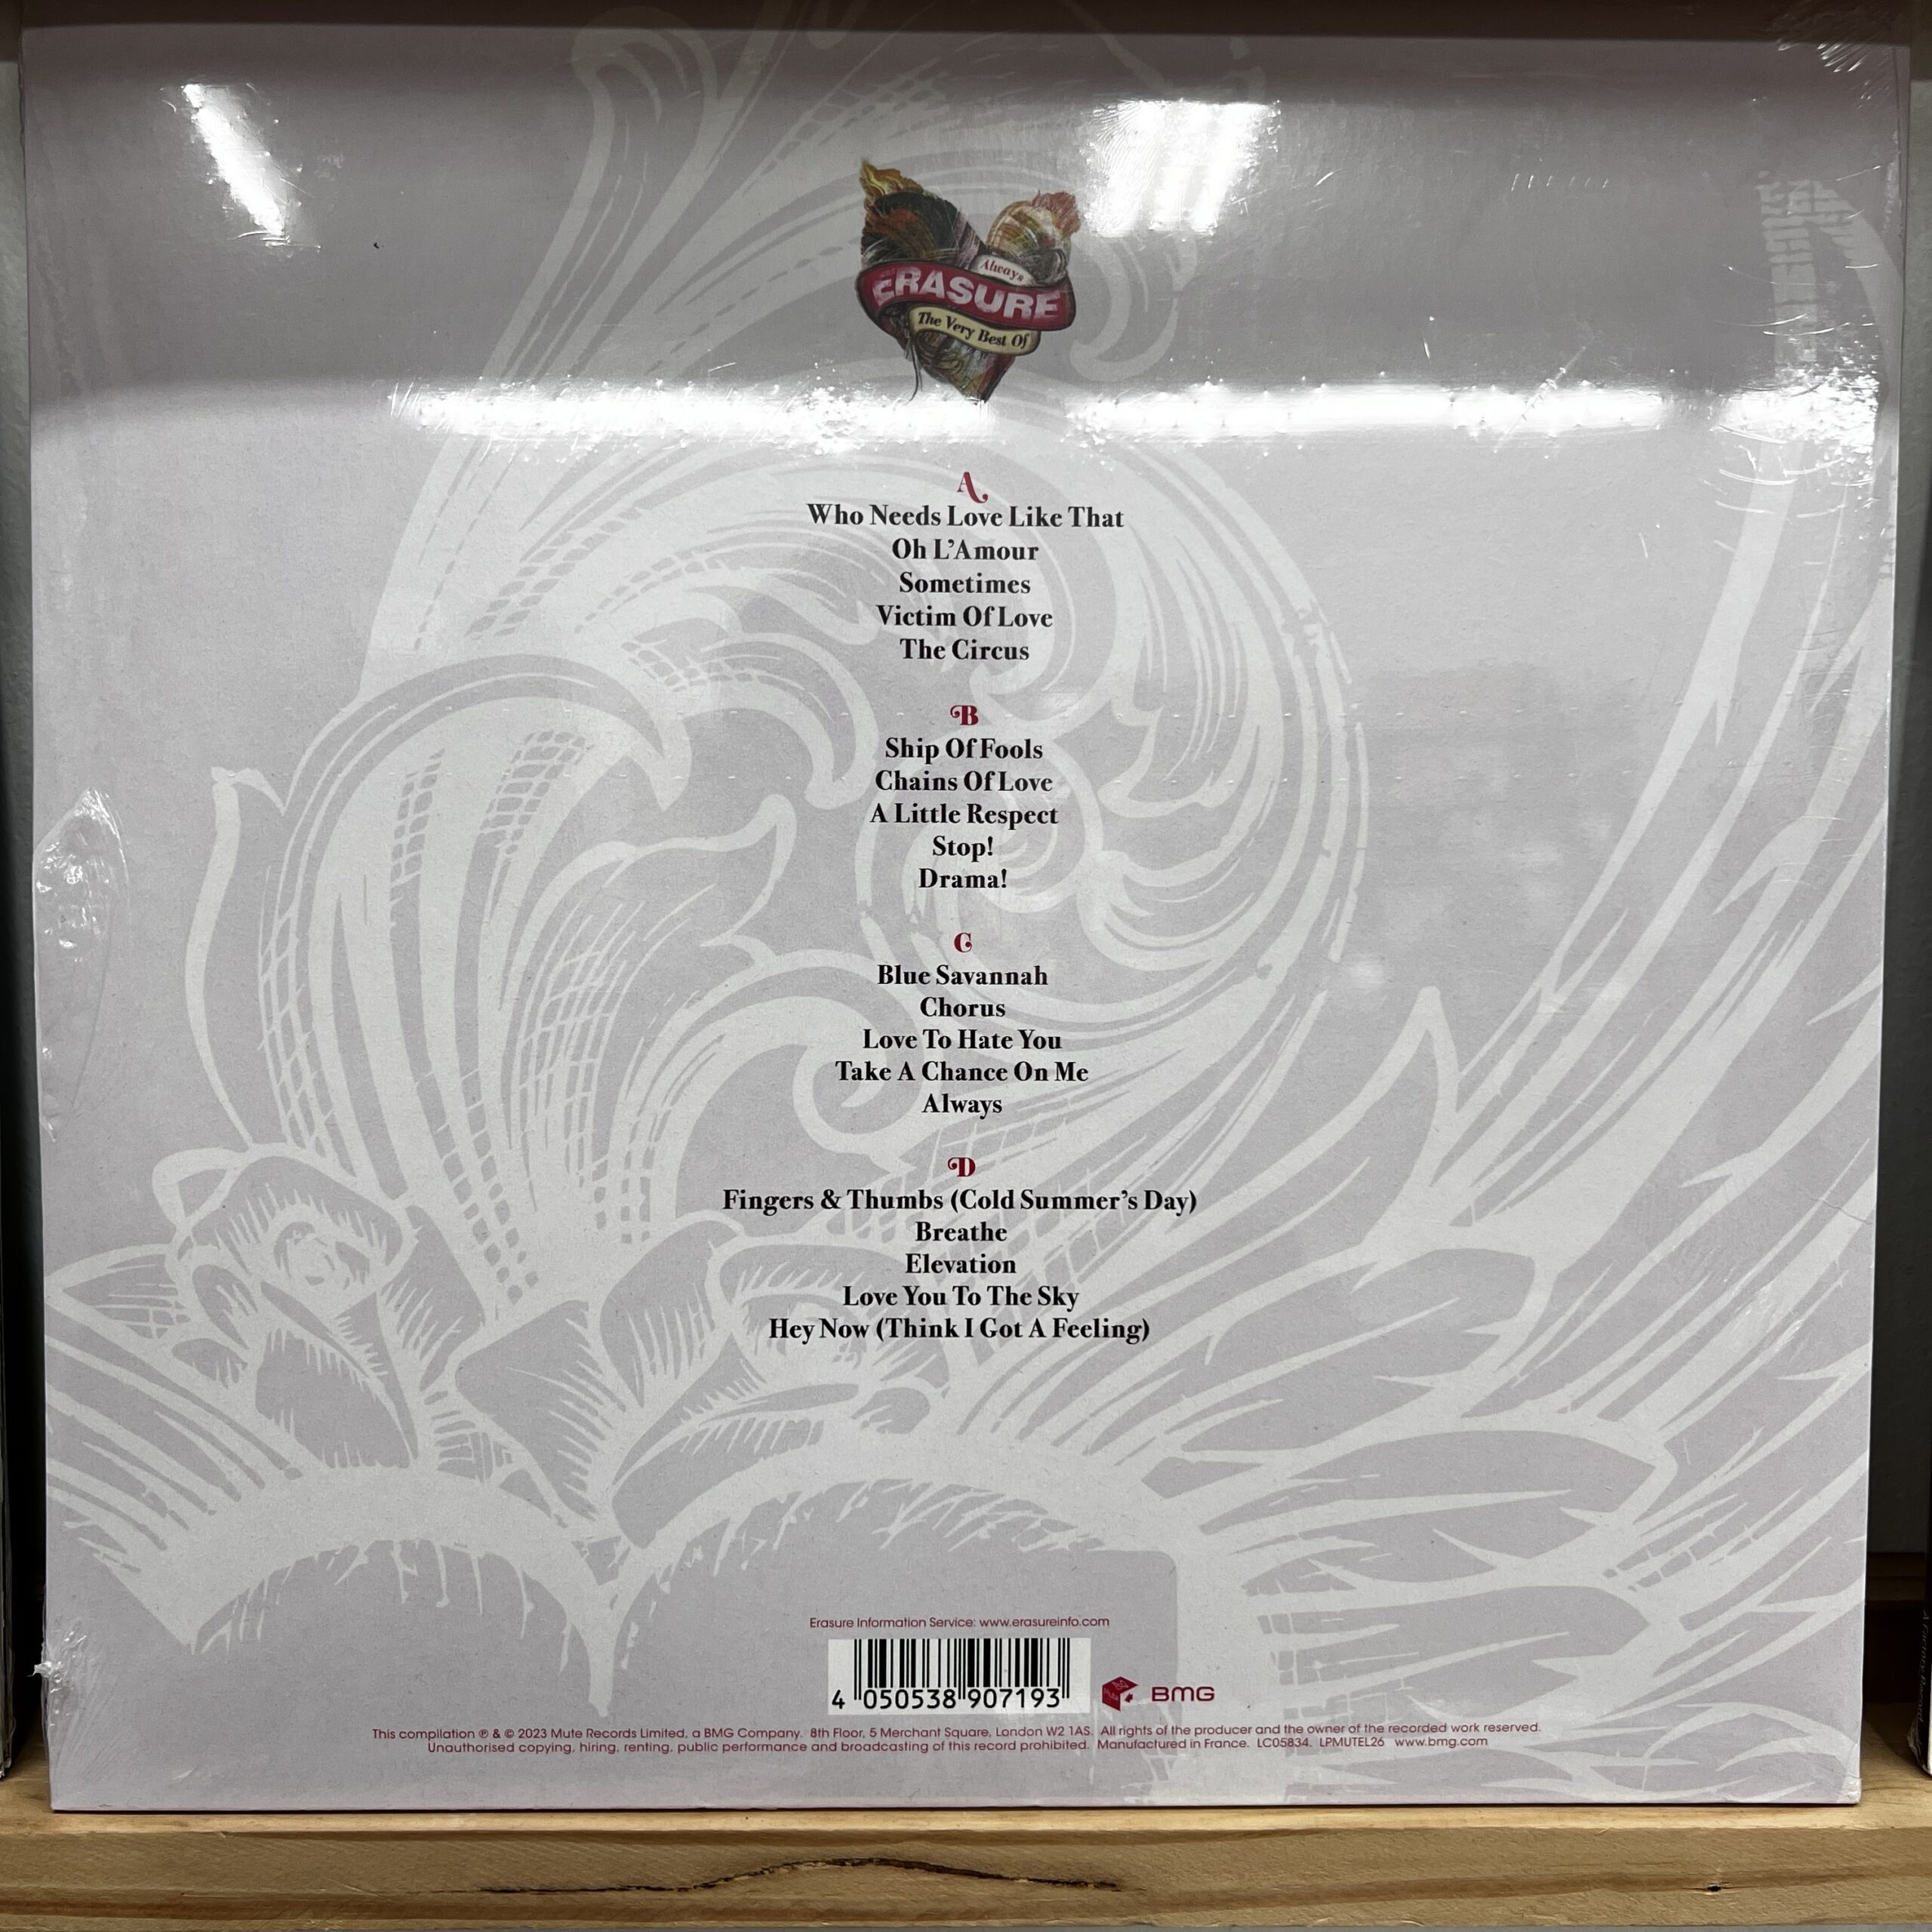 Always
ERASURE
The Very Best Of
A
Who Needs Love Like That
Oh L'Amour
Sometimes
Victim Of Love
The Circus
B
Ship Of Fools
Chains Of Love
A Little Respect
Stop!
Drama!
C
Blue Savannah
Chorus
Love To Hate You
Take A Chance On Me
Always
D
Fingers & Thumbs (Cold Summer's Day)
Breathe
Elevation
Love You To The Sky
Hey Now (Think I Got A Feeling)
Erasure Information Service: www.erasureinfo.com
4 050538 907193
BMG
This compilation ℗ & © 2023 Mute Records Limited, a BMG Company. 8th Floor, 5 Merchant Square, London W2 1AS. All rights of the producer and the owner of the recorded work reserved.
Unauthorised copying, hiring, renting, public performance and broadcasting of this record prohibited. Manufactured in France. LC05834. LPMUTEL26 www.bmg.com